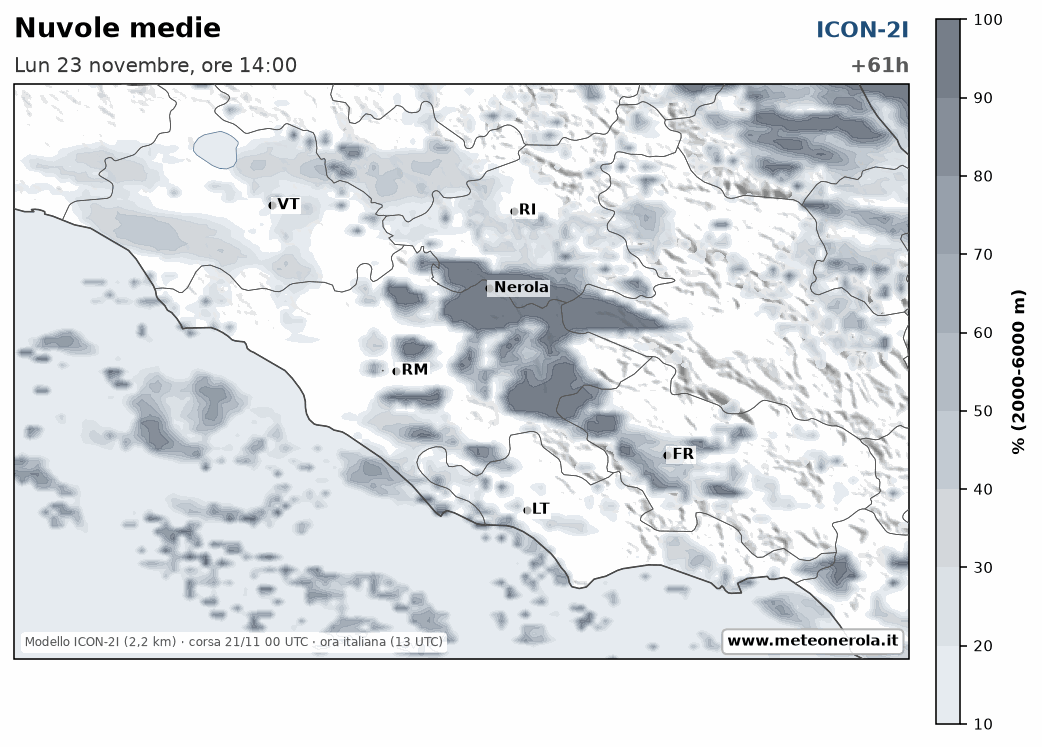 Nuvole medie
ICON-2I
Lun 23 novembre, ore 14:00
+61h
VT
RI
Nerola
RM
FR
LT
Modello ICON-2I (2,2 km) · corsa 21/11 00 UTC · ora italiana (13 UTC)
www.meteonerola.it
100
90
80
70
60
50
40
30
20
10
% (2000-6000 m)